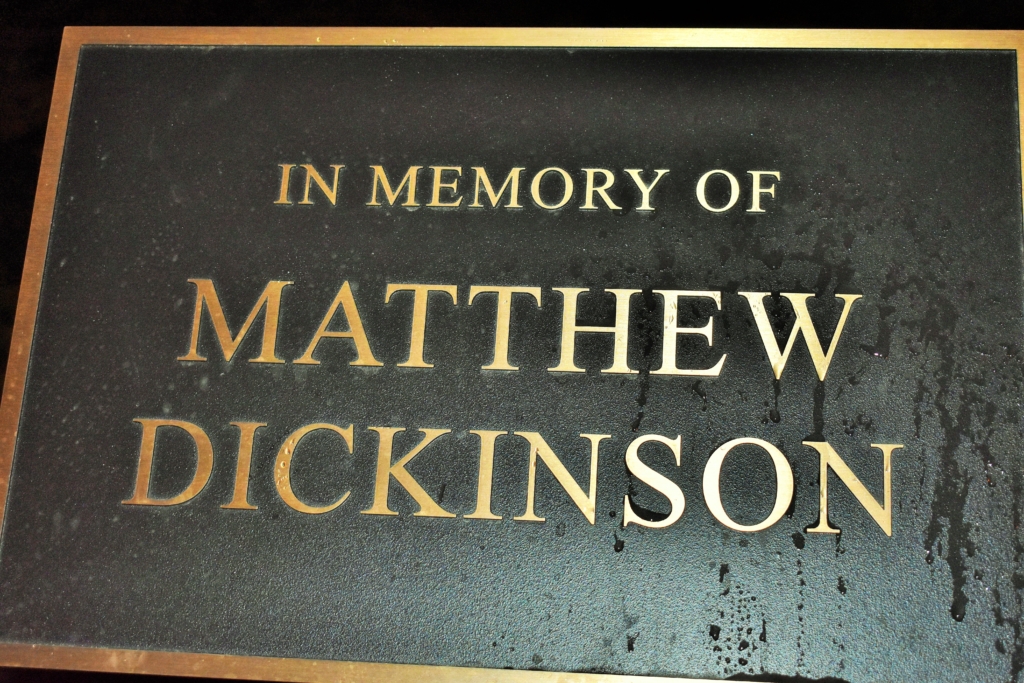 IN MEMORY OF
MATTHEW
DICKINSON